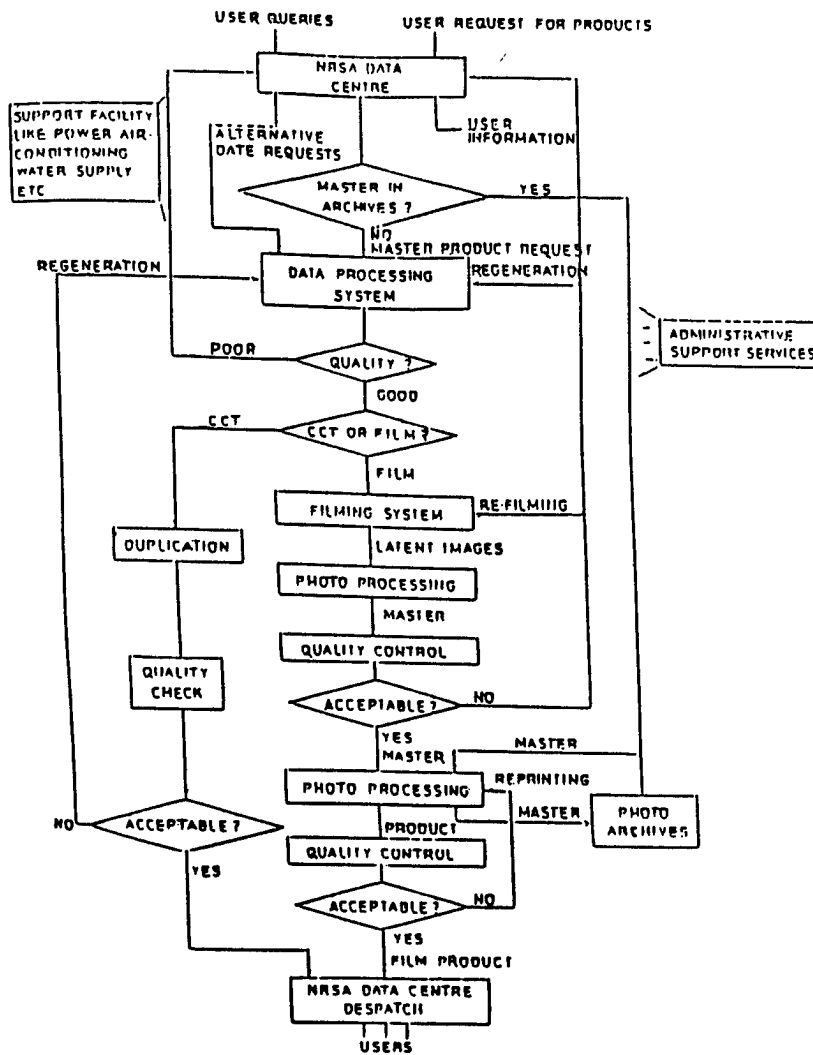 USER QUERIES
USER REQUEST FOR PRODUCTS
NRSA DATA
CENTRE
SUPPORT FACILITY
LIKE POWER AIR-
CONDITIONING
WATER SUPPLY
ETC
ALTERNATIVE
DATE REQUESTS
USER
INFORMATION
MASTER IN
ARCHIVES ?
YES
NO
MASTER PRODUCT REQUEST
REGENERATION
DATA PROCESSING
SYSTEM
REGENERATION
ADMINISTRATIVE
SUPPORT SERVICES
POOR
QUALITY ?
GOOD
CCT
CCT OR FILM ?
FILM
FILMING SYSTEM
RE-FILMING
DUPLICATION
LATENT IMAGES
PHOTO PROCESSING
MASTER
QUALITY CONTROL
QUALITY
CHECK
ACCEPTABLE ?
NO
YES
MASTER
MASTER
PHOTO PROCESSING
REPRINTING
MASTER
PHOTO
ARCHIVES
NO
ACCEPTABLE ?
PRODUCT
QUALITY CONTROL
YES
ACCEPTABLE ?
NO
YES
FILM PRODUCT
NRSA DATA CENTRE
DESPATCH
USERS